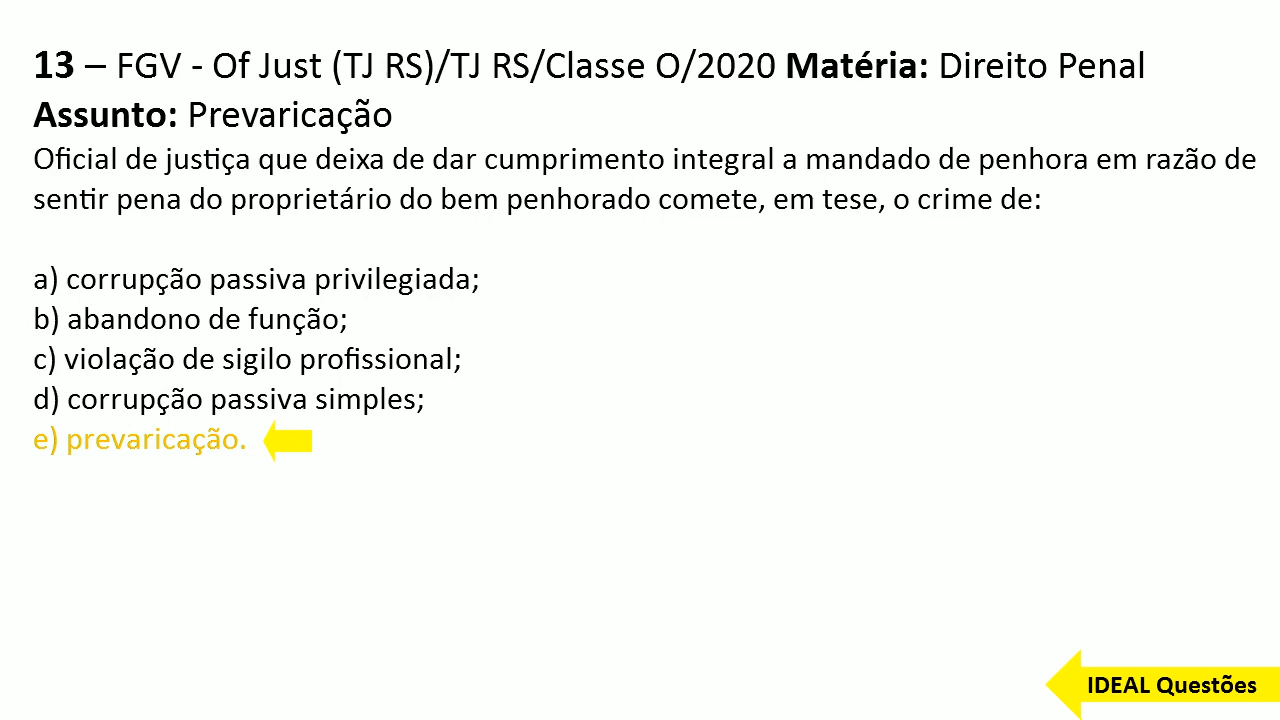 13 – FGV - Of Just (TJ RS)/TJ RS/Classe O/2020 Matéria: Direito Penal
Assunto: Prevaricação
Oficial de justiça que deixa de dar cumprimento integral a mandado de penhora em razão de
sentir pena do proprietário do bem penhorado comete, em tese, o crime de:
a) corrupção passiva privilegiada;
b) abandono de função;
c) violação de sigilo profissional;
d) corrupção passiva simples;
e) prevaricação.
IDEAL Questões